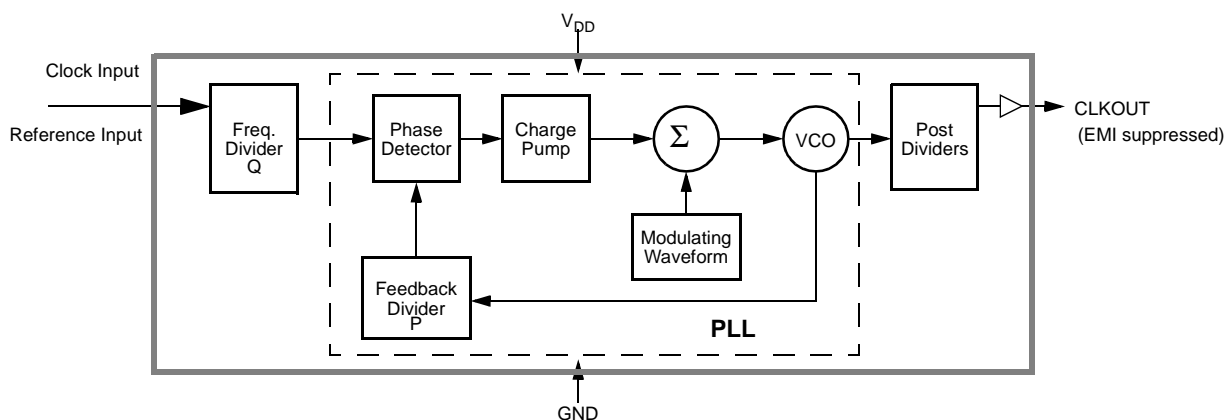 VDD
Clock Input
Reference Input
Freq.
Divider
Q
Phase
Detector
Charge
Pump
Σ
VCO
Post
Dividers
CLKOUT
(EMI suppressed)
Modulating
Waveform
Feedback
Divider
P
PLL
GND